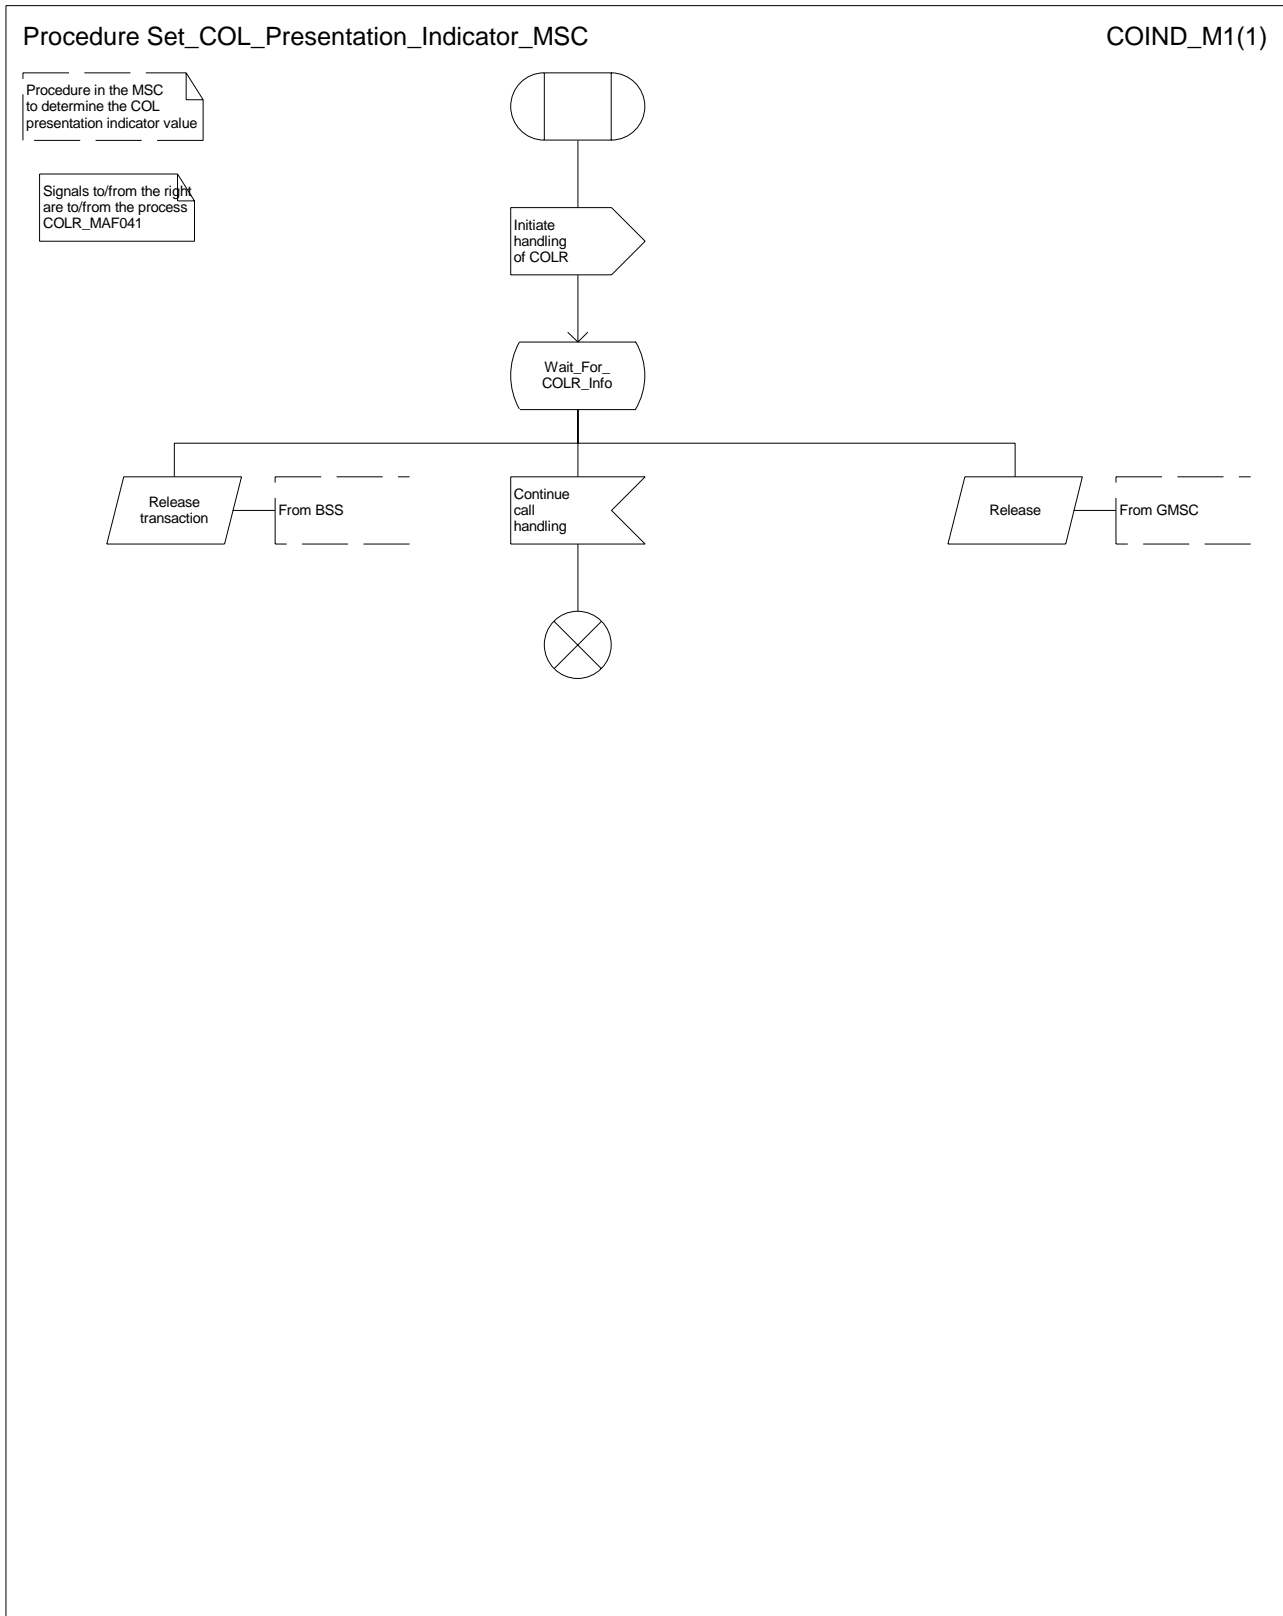 Procedure Set_COL_Presentation_Indicator_MSC
COIND_M1(1)
Procedure in the MSC
to determine the COL
presentation indicator value
Signals to/from the right
are to/from the process
COLR_MAF041
Initiate
handling
of COLR
Wait_For_
COLR_Info
Release
transaction
From BSS
Continue
call
handling
Release
From GMSC